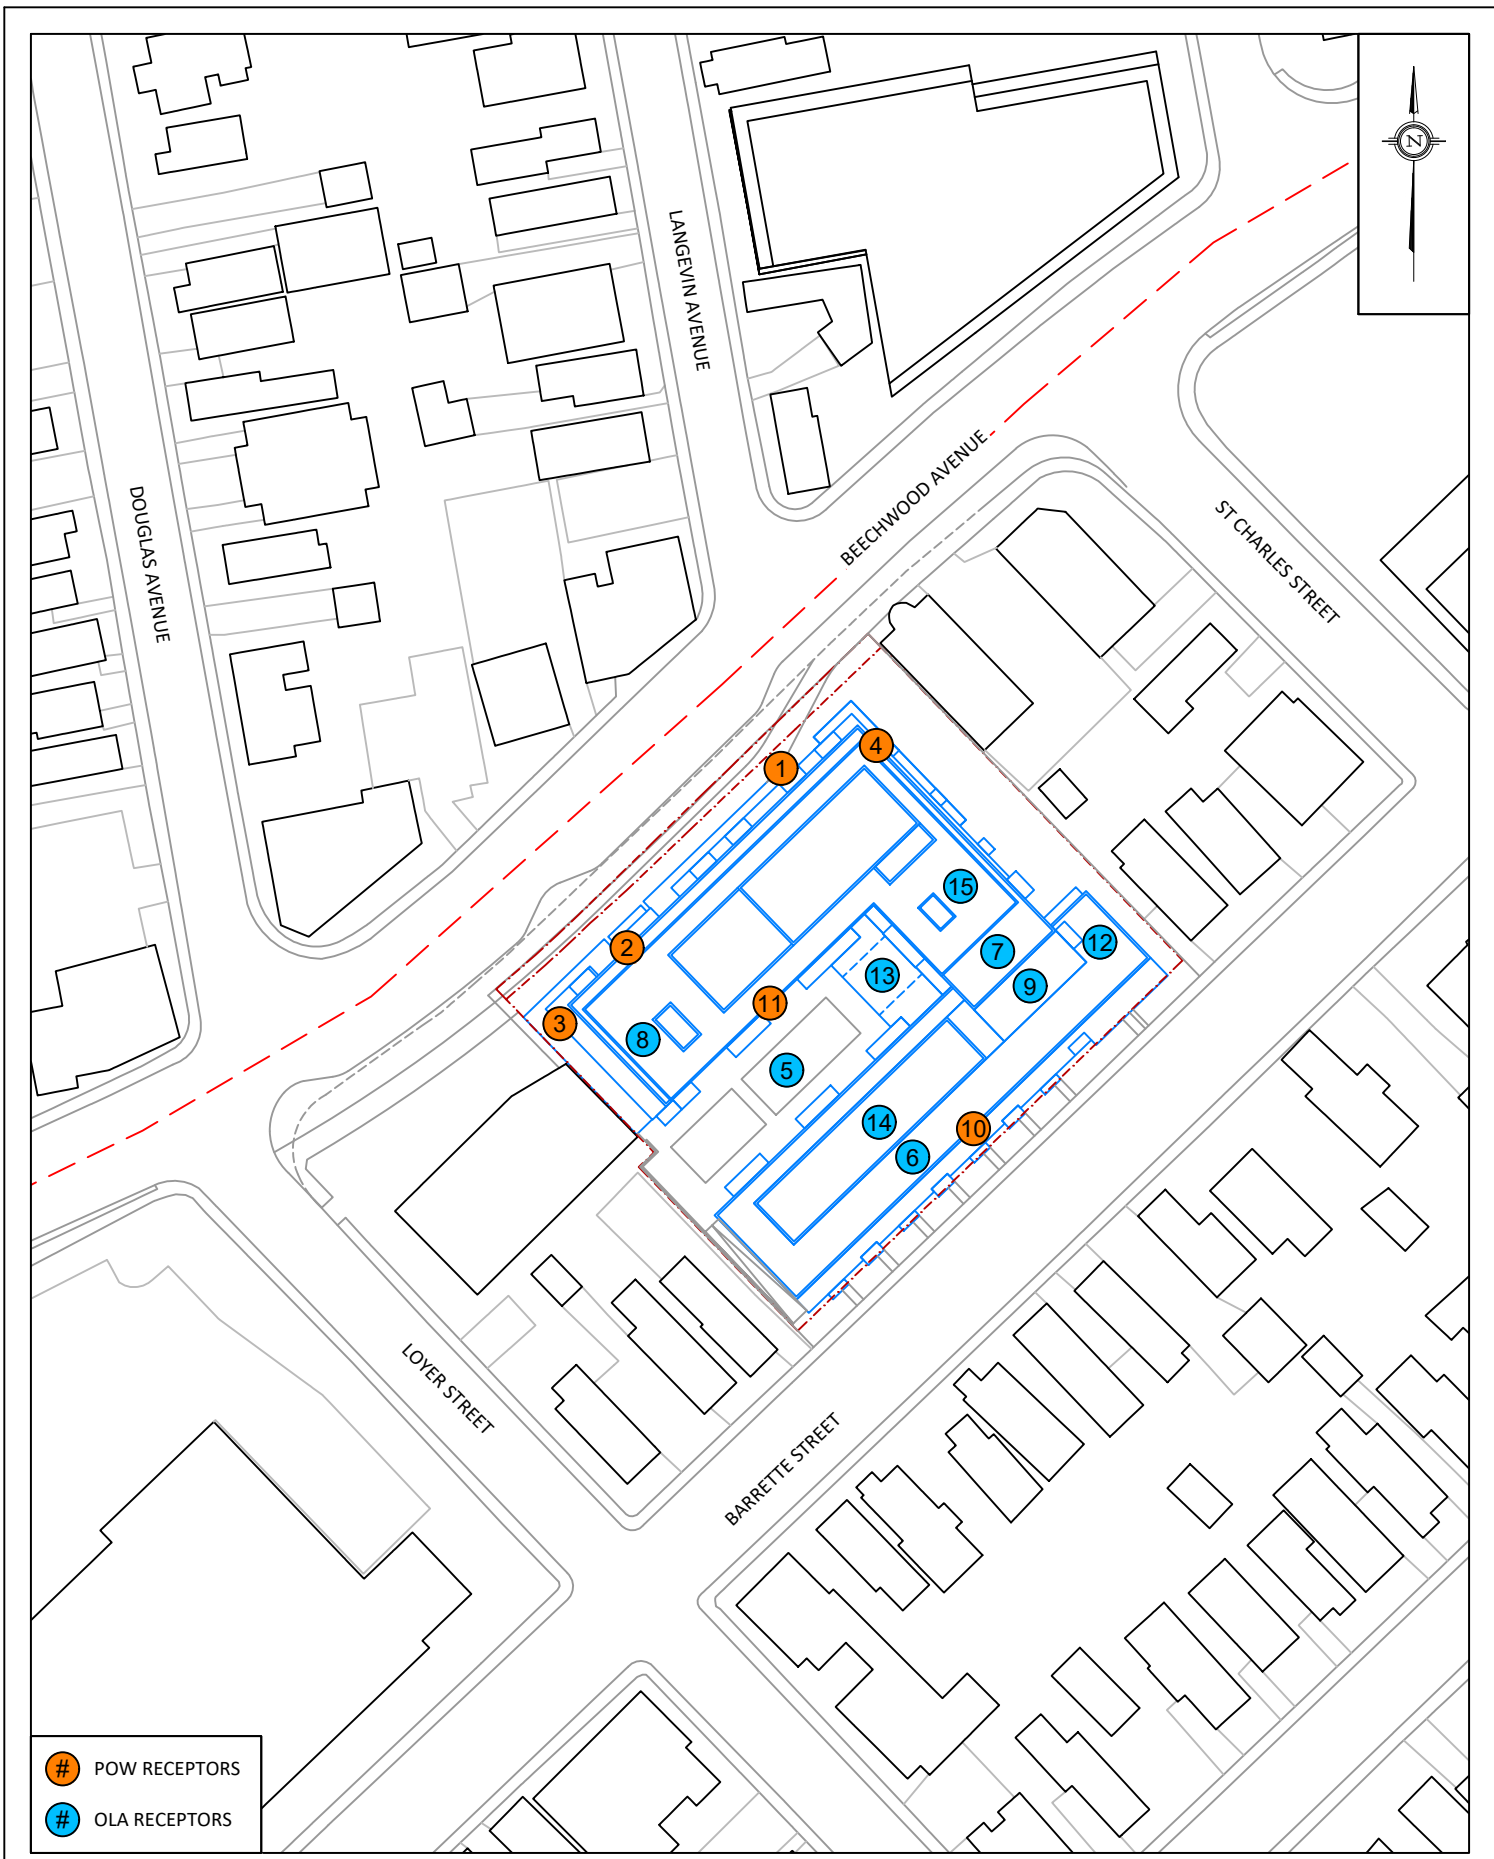 N
LANGEVIN AVENUE
DOUGLAS AVENUE
BEECHWOOD AVENUE
ST CHARLES STREET
4
1
15
2
12
7
13
9
11
3
8
5
14
10
6
LOYER STREET
BARRETTE STREET
# POW RECEPTORS
# OLA RECEPTORS